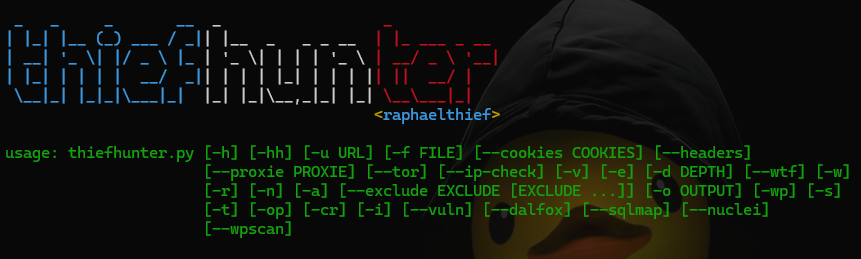 thiefhunter
<raphaelthief>
usage: thiefhunter.py [-h] [-hh] [-u URL] [-f FILE] [--cookies COOKIES] [--headers]
[--proxie PROXIE] [--tor] [--ip-check] [-v] [-e] [-d DEPTH] [--wtf] [-w]
[-r] [-n] [-a] [--exclude EXCLUDE [EXCLUDE ...]] [-o OUTPUT] [-wp] [-s]
[-t] [-op] [-cr] [-i] [--vuln] [--dalfox] [--sqlmap] [--nuclei]
[--wpscan]